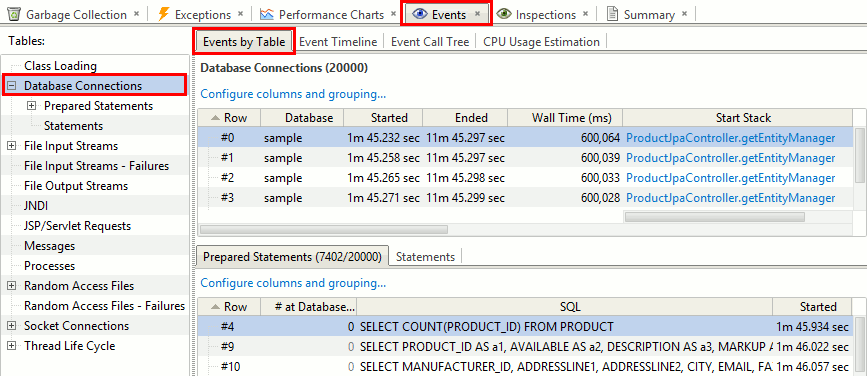 Garbage Collection × Exceptions × Performance Charts × Events × Inspections × Summary ×
Tables:
Class Loading
Database Connections
Prepared Statements
Statements
File Input Streams
File Input Streams - Failures
File Output Streams
JNDI
JSP/Servlet Requests
Messages
Processes
Random Access Files
Random Access Files - Failures
Socket Connections
Thread Life Cycle
Events by Table Event Timeline Event Call Tree CPU Usage Estimation
Database Connections (20000)
Configure columns and grouping...
Row Database Started Ended Wall Time (ms) Start Stack
#0 sample 1m 45.232 sec 11m 45.297 sec 600,064 ProductJpaController.getEntityManager
#1 sample 1m 45.258 sec 11m 45.297 sec 600,039 ProductJpaController.getEntityManager
#2 sample 1m 45.265 sec 11m 45.298 sec 600,033 ProductJpaController.getEntityManager
#3 sample 1m 45.271 sec 11m 45.299 sec 600,028 ProductJpaController.getEntityManager
Prepared Statements (7402/20000) Statements
Configure columns and grouping...
Row # at Database... SQL Started
#4 0 SELECT COUNT(PRODUCT_ID) FROM PRODUCT 1m 45.934 sec
#9 0 SELECT PRODUCT_ID AS a1, AVAILABLE AS a2, DESCRIPTION AS a3, MARKUP A 1m 46.022 sec
#10 0 SELECT MANUFACTURER_ID, ADDRESSLINE1, ADDRESSLINE2, CITY, EMAIL, FA 1m 46.057 sec